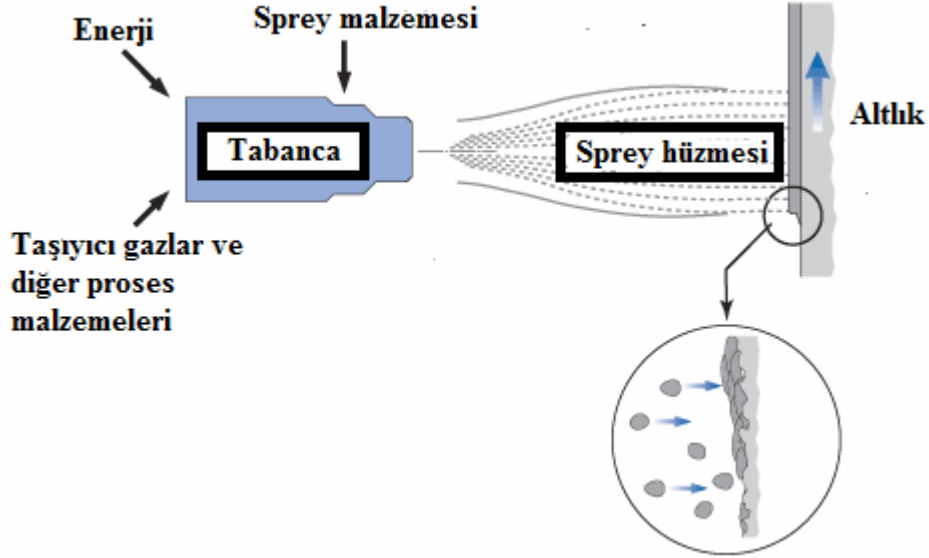 Enerji
Sprey malzemesi
Tabanca
Sprey hüzmesi
Altlık
Taşıyıcı gazlar ve
diğer proses
malzemeleri